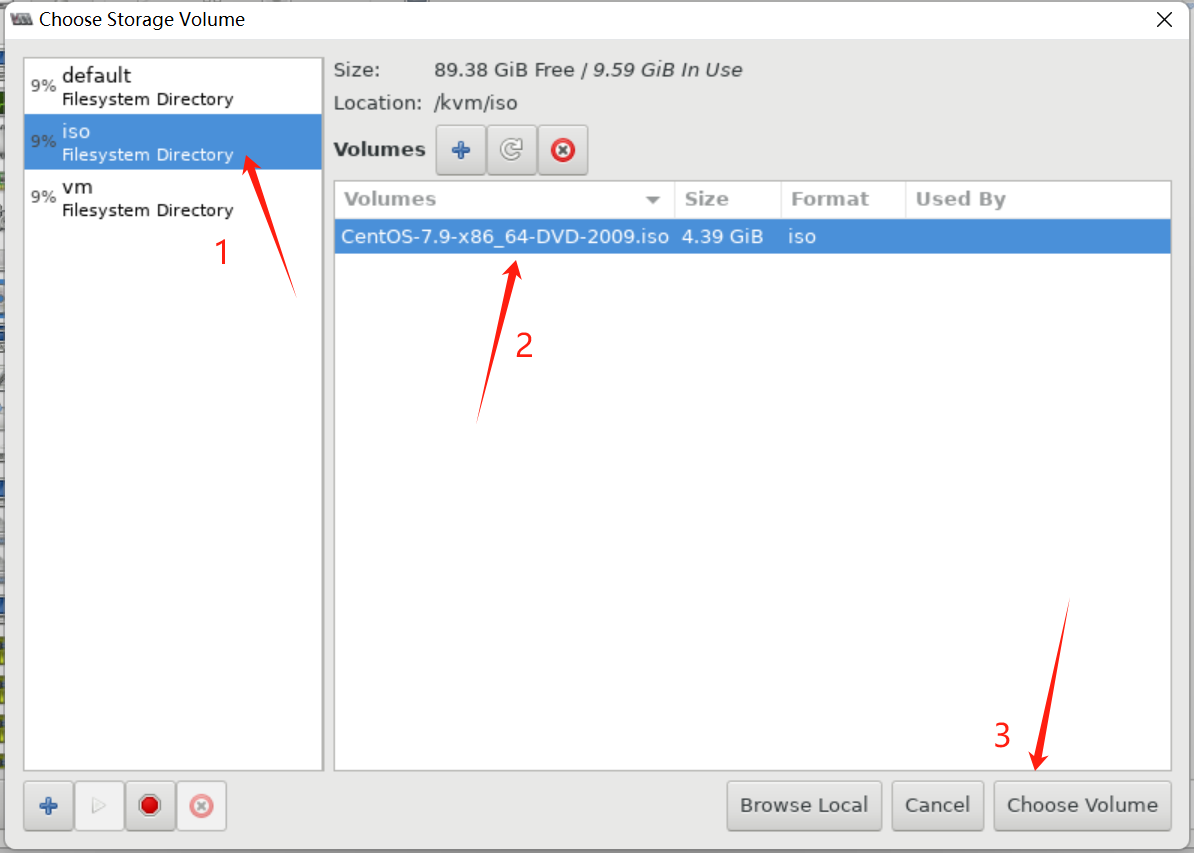 Choose Storage Volume
9% default
Filesystem Directory
9% iso
Filesystem Directory
9% vm
Filesystem Directory
1
Size: 89.38 GiB Free / 9.59 GiB In Use
Location: /kvm/iso
Volumes
Volumes Size Format Used By
CentOS-7.9-x86_64-DVD-2009.iso 4.39 GiB iso
2
3
Browse Local Cancel Choose Volume